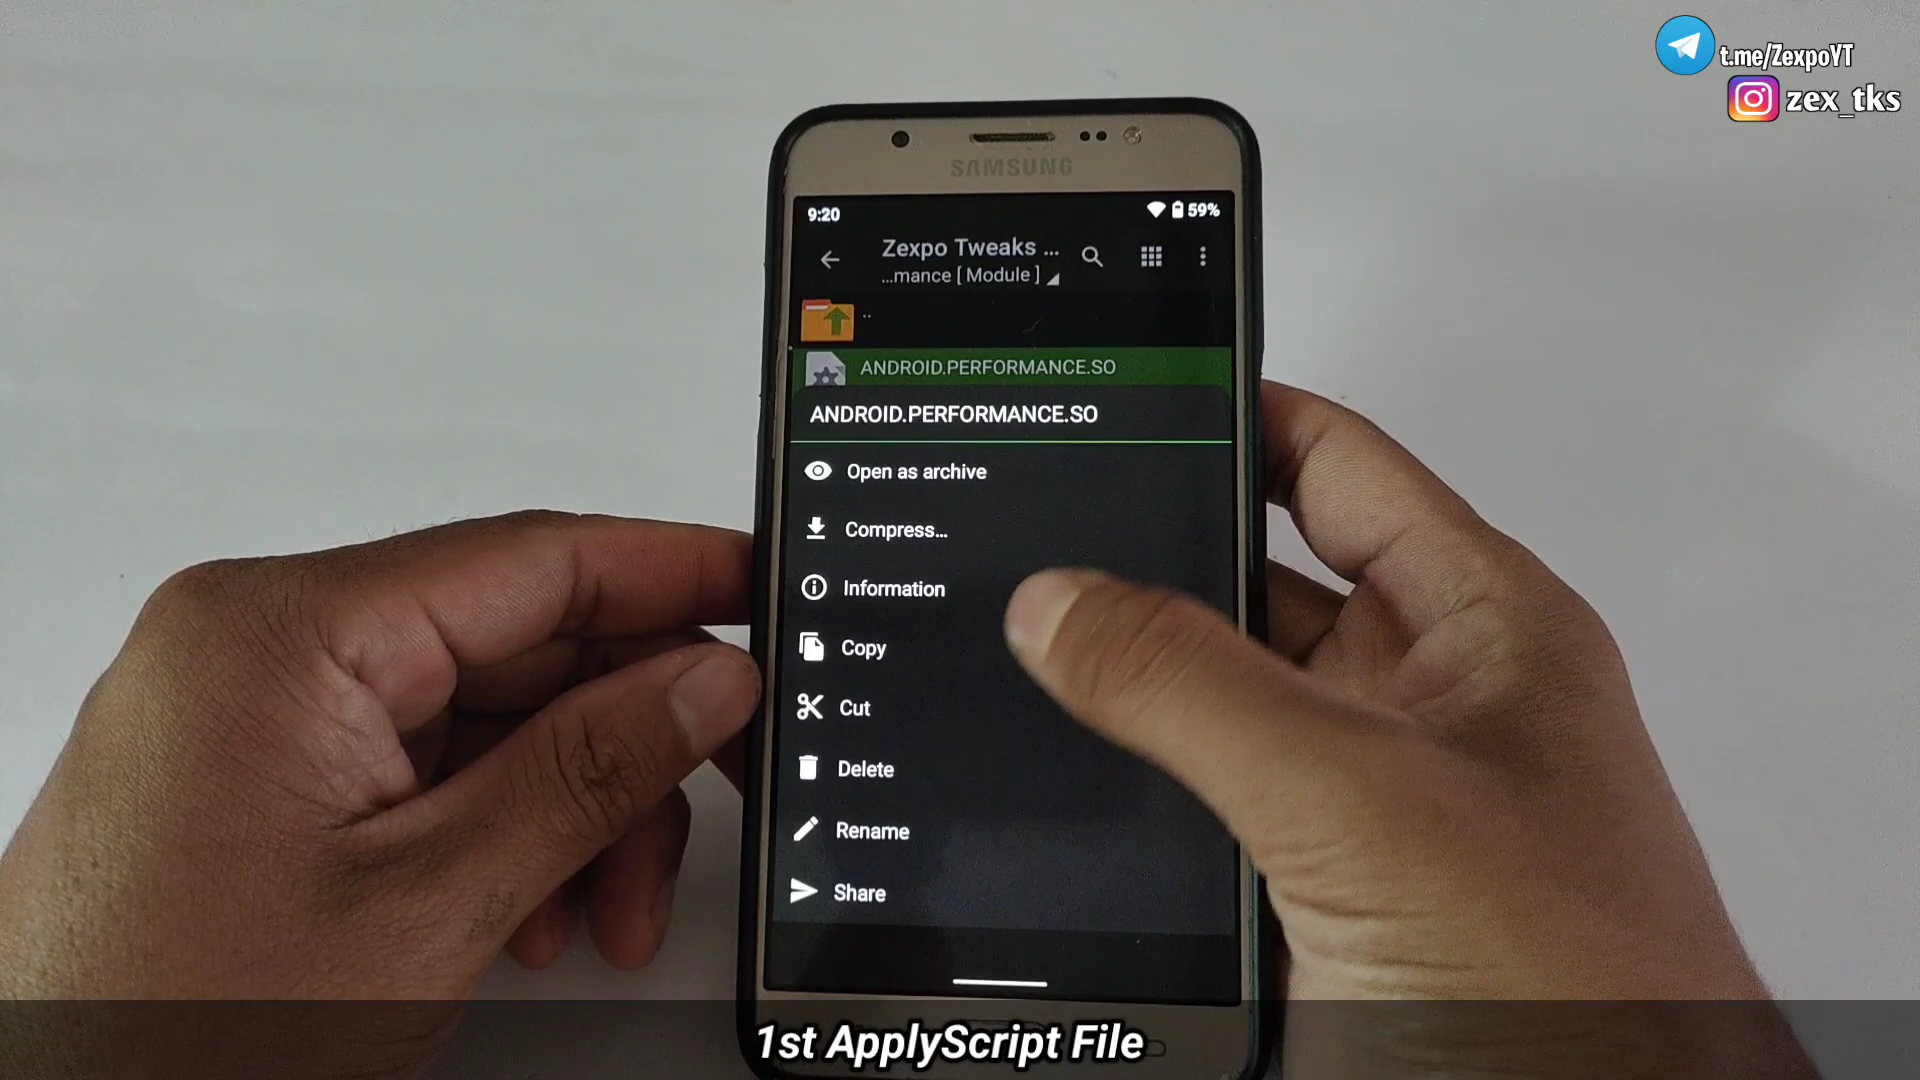 t.me/ZexpoYT
zex_tks
SAMSUNG
9:20
59%
Zexpo Tweaks ...
...mance [ Module ]
..
ANDROID.PERFORMANCE.SO
ANDROID.PERFORMANCE.SO
Open as archive
Compress...
Information
Copy
Cut
Delete
Rename
Share
1st ApplyScript File